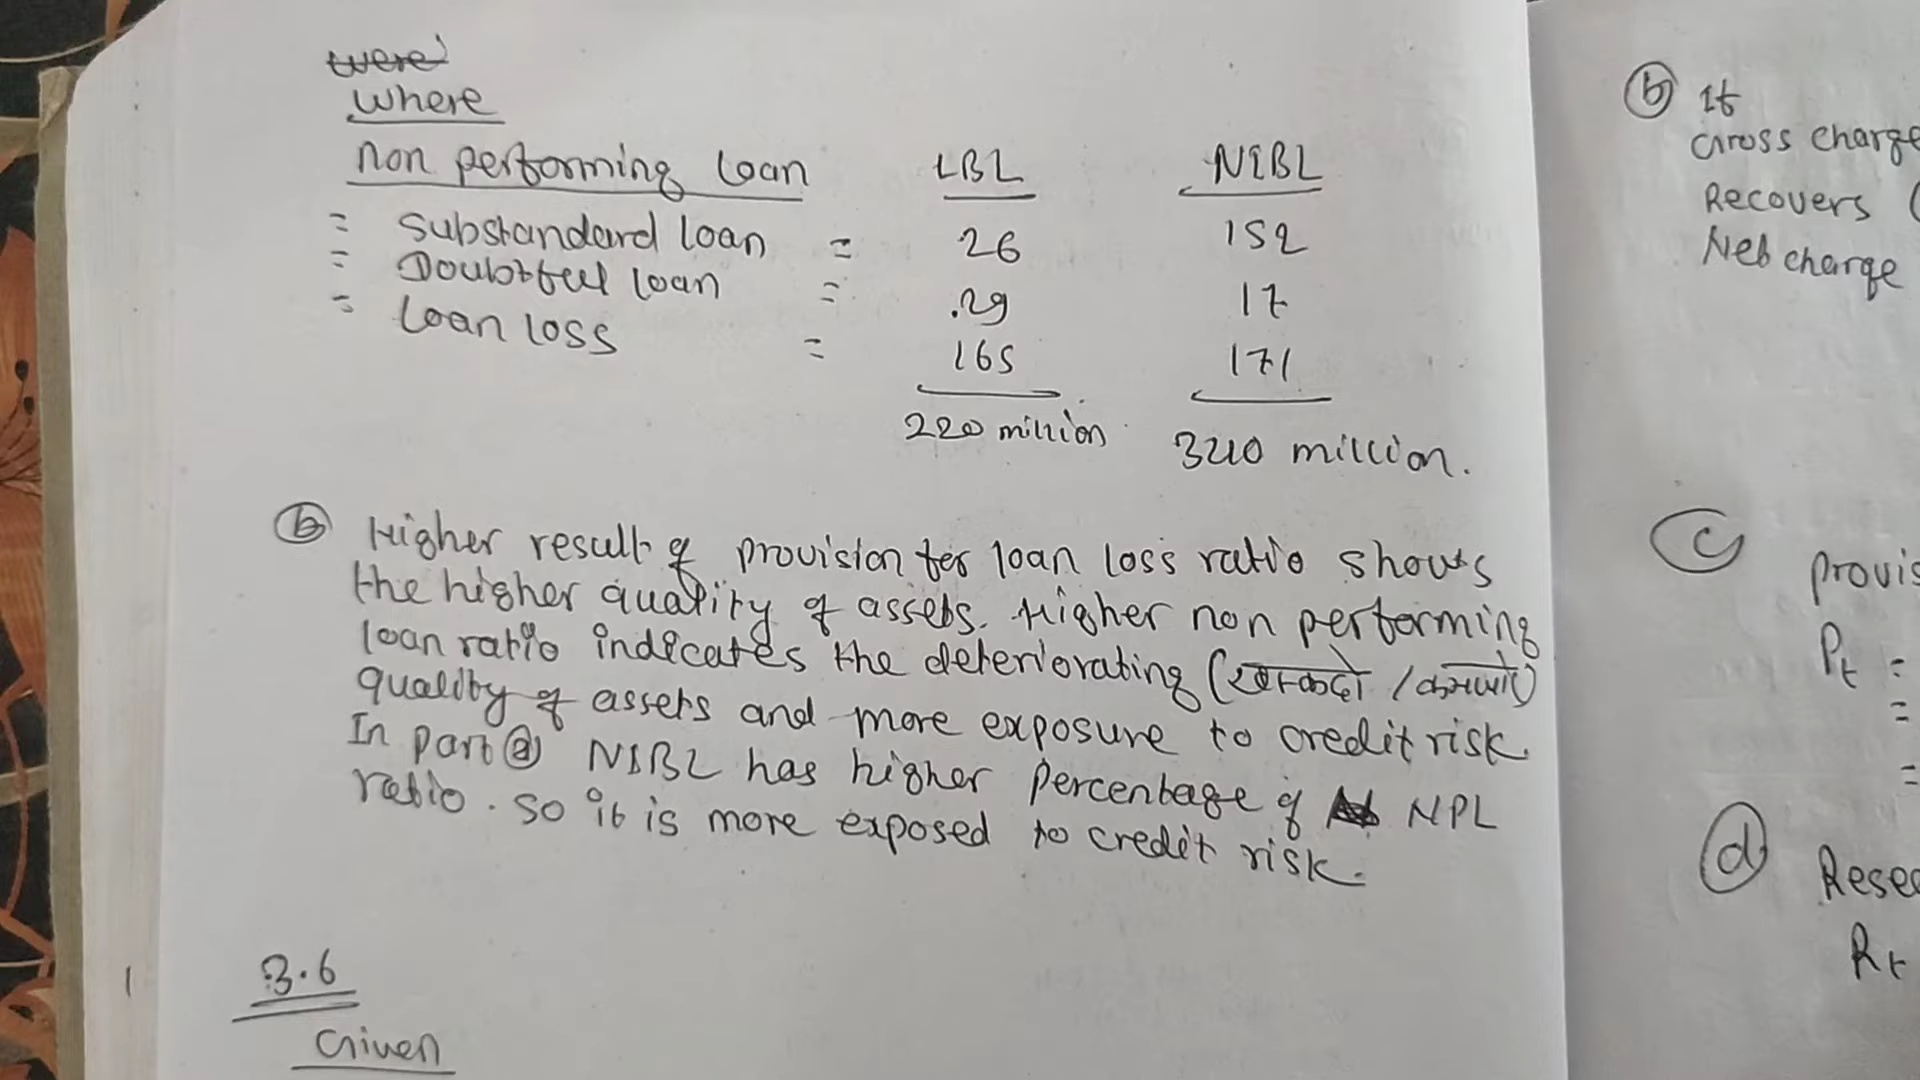 were
where
non performing loan LBL NIBL
= substandard loan = 26 152
= Doubtful loan = .29 17
= loan loss = 165 171
220 million 340 million.
ⓑ Higher result of provision for loan loss ratio shows
the higher quality of assets. Higher non performing
loan ratio indicates the deteriorating (
quality of assets and more exposure to credit risk.
In part ⓐ NIBL has higher percentage of NPL
ratio. so it is more exposed to credit risk.
3.6
Given
ⓑ If
Gross charge
Recovers (
Net charge
ⓒ
provis
Pt =
=
=
ⓓ
Rese
Rt